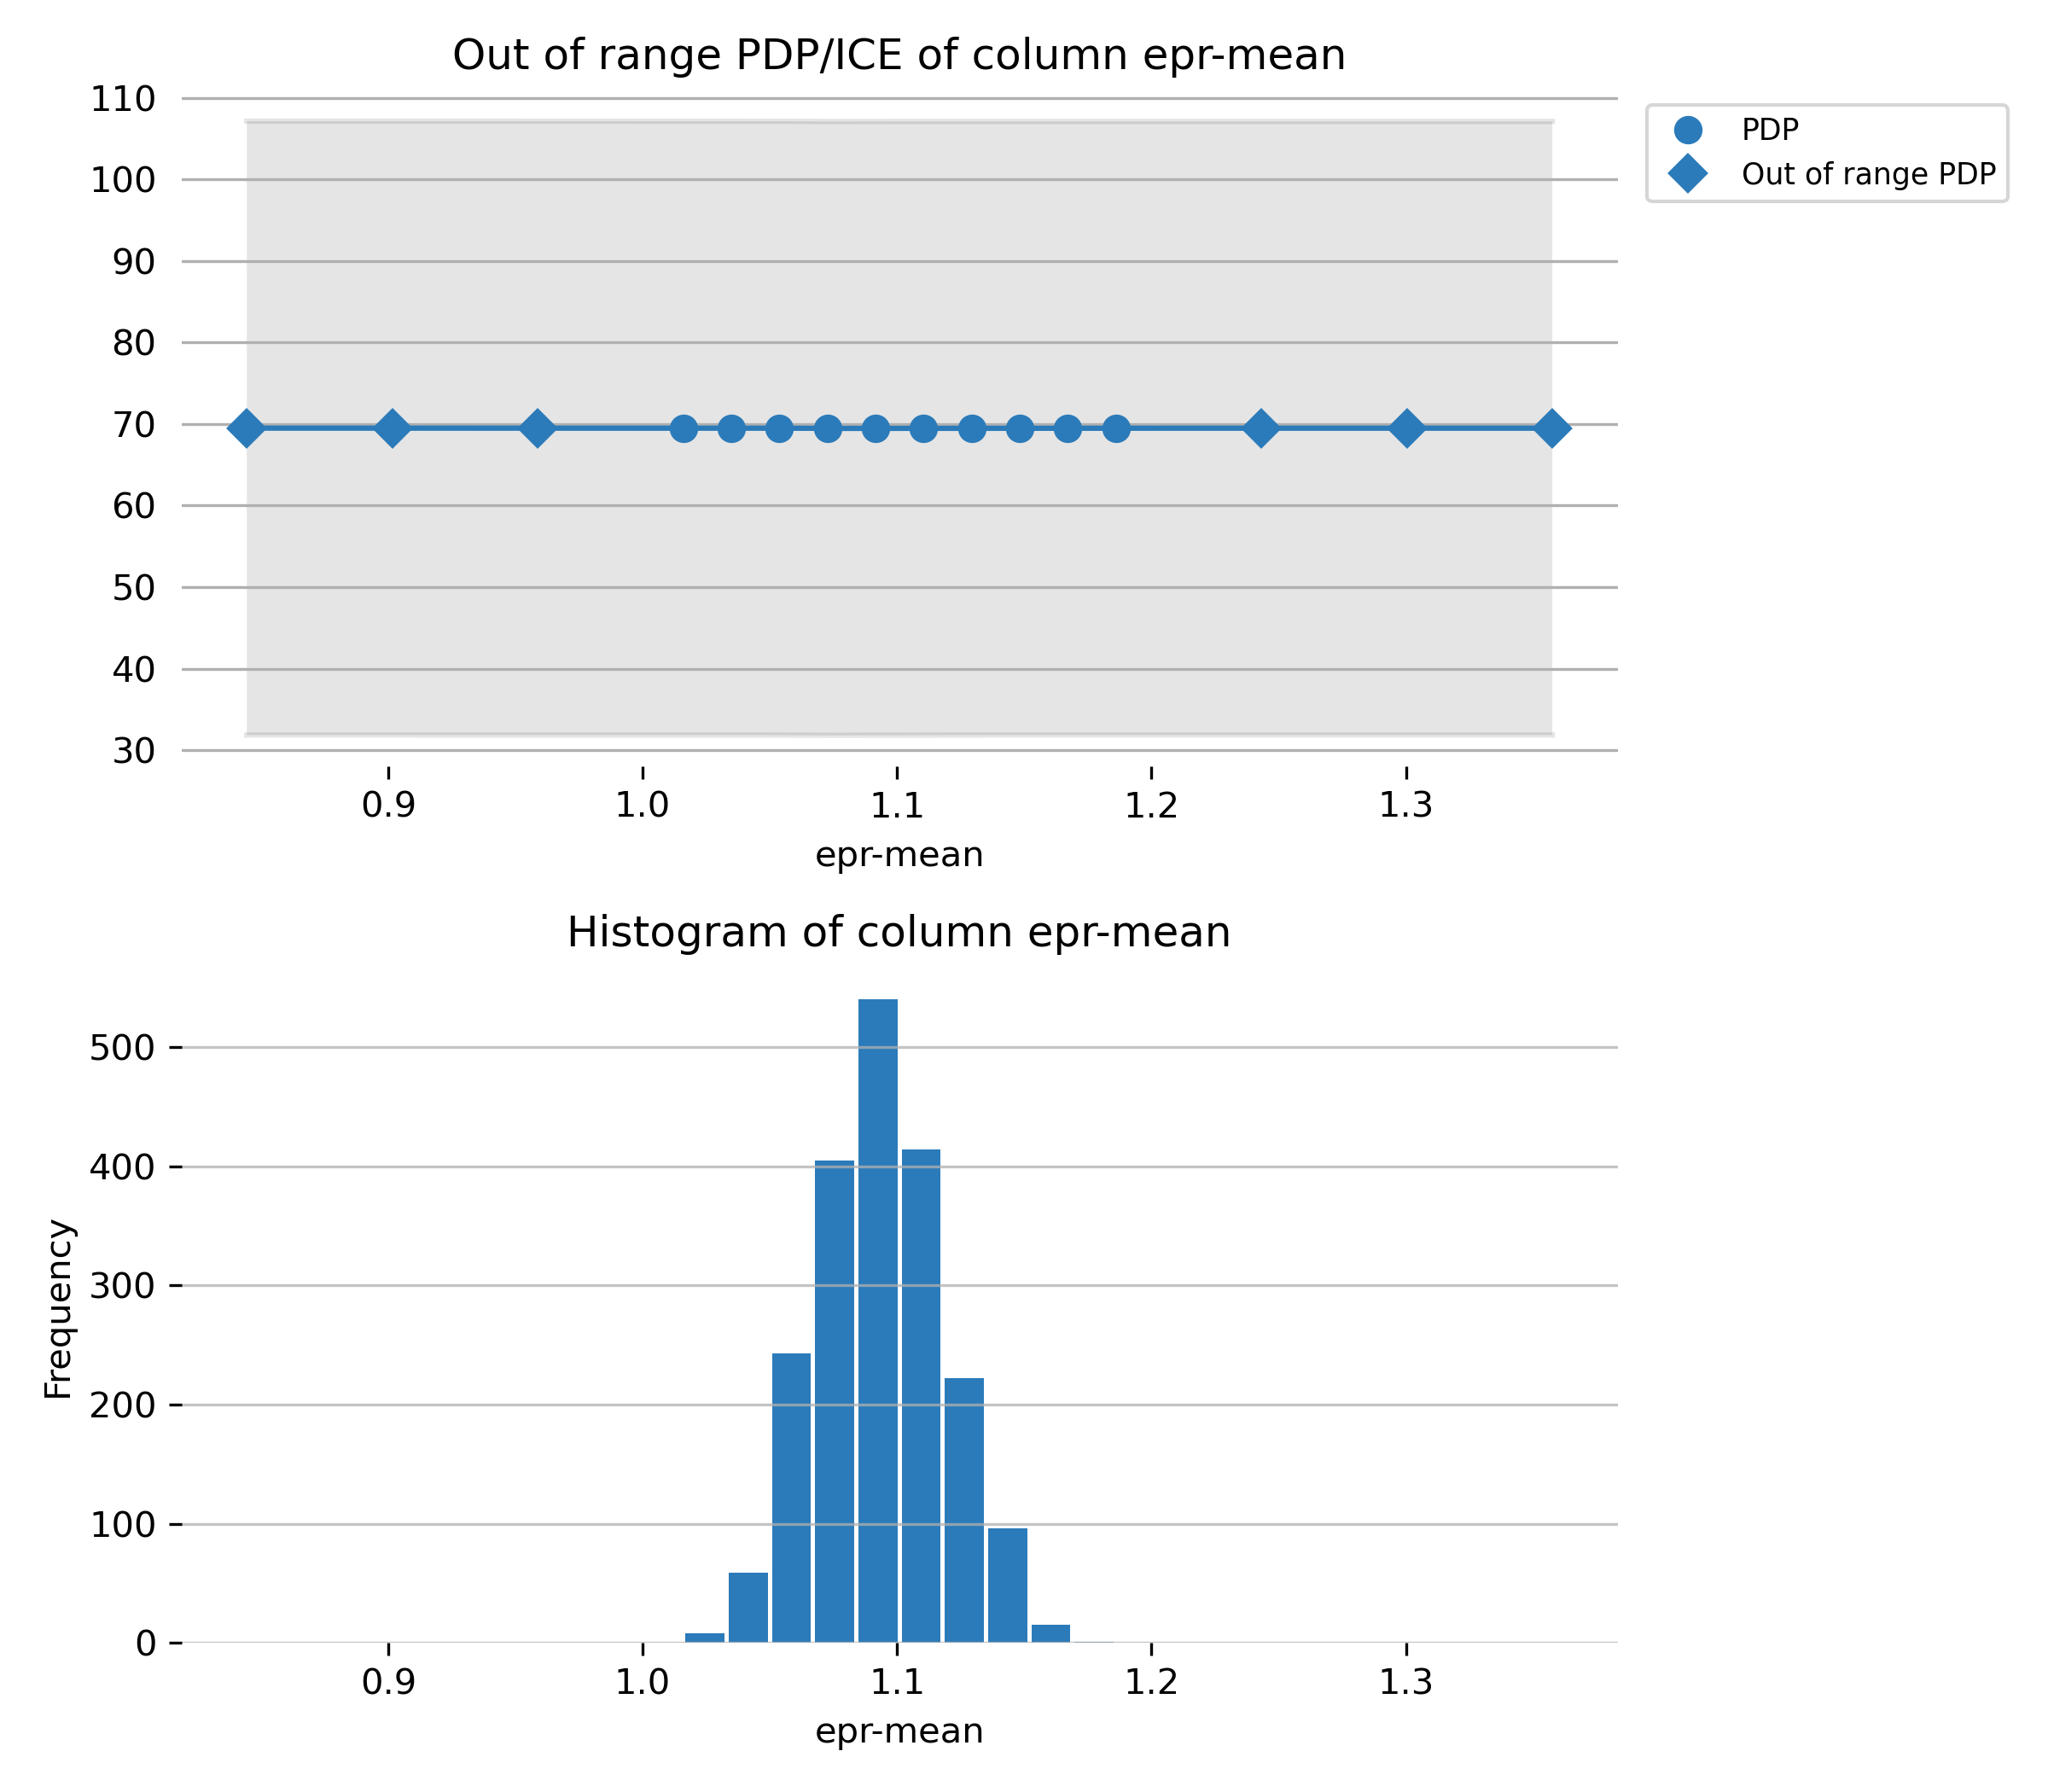 Out of range PDP/ICE of column epr-mean
110
100
90
80
70
60
50
40
30
PDP
Out of range PDP
0.9 1.0 1.1 1.2 1.3
epr-mean
Histogram of column epr-mean
Frequency
500
400
300
200
100
0
0.9 1.0 1.1 1.2 1.3
epr-mean